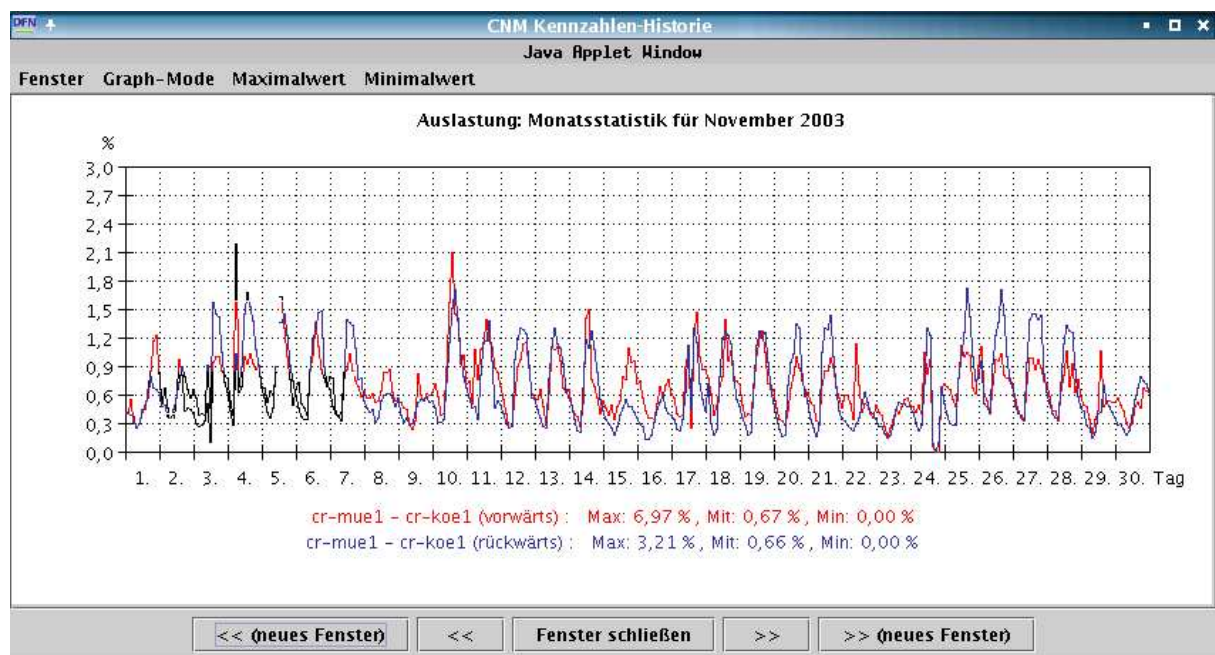 DFN CNM Kennzahlen-Historie
Java Applet Window
Fenster Graph-Mode Maximalwert Minimalwert
Auslastung: Monatsstatistik für November 2003
%
3,0
2,7
2,4
2,1
1,8
1,5
1,2
0,9
0,6
0,3
0,0
1. 2. 3. 4. 5. 6. 7. 8. 9. 10. 11. 12. 13. 14. 15. 16. 17. 18. 19. 20. 21. 22. 23. 24. 25. 26. 27. 28. 29. 30. Tag
cr-mue1 - cr-koe1 (vorwärts) : Max: 6,97 % , Mit: 0,67 % , Min: 0,00 %
cr-mue1 - cr-koe1 (rückwärts) : Max: 3,21 % , Mit: 0,66 % , Min: 0,00 %
<< (neues Fenster) << Fenster schließen >> >> (neues Fenster)